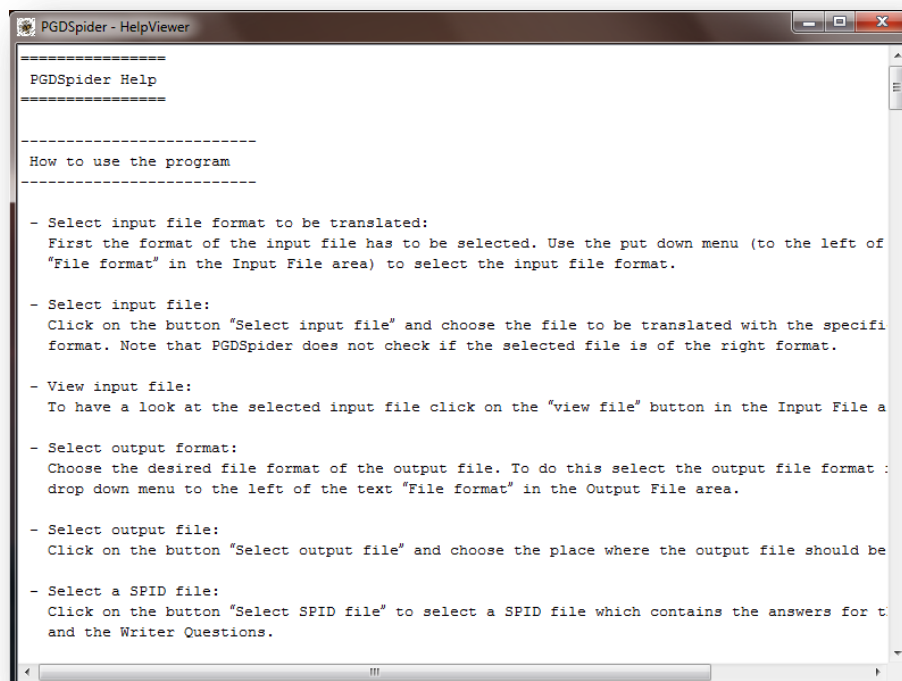 PGDSpider - HelpViewer
================
PGDSpider Help
================
--------------------------
How to use the program
--------------------------
- Select input file format to be translated:
First the format of the input file has to be selected. Use the put down menu (to the left of
"File format" in the Input File area) to select the input file format.
- Select input file:
Click on the button "Select input file" and choose the file to be translated with the specifi
format. Note that PGDSpider does not check if the selected file is of the right format.
- View input file:
To have a look at the selected input file click on the "view file" button in the Input File a
- Select output format:
Choose the desired file format of the output file. To do this select the output file format
drop down menu to the left of the text "File format" in the Output File area.
- Select output file:
Click on the button "Select output file" and choose the place where the output file should be
- Select a SPID file:
Click on the button "Select SPID file" to select a SPID file which contains the answers for t
and the Writer Questions.